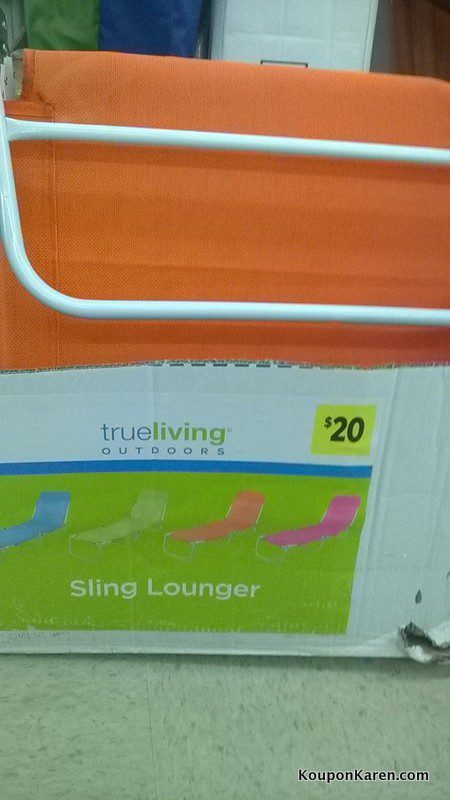 trueliving®
OUTDOORS
$20
Sling Lounger
KouponKaren.com